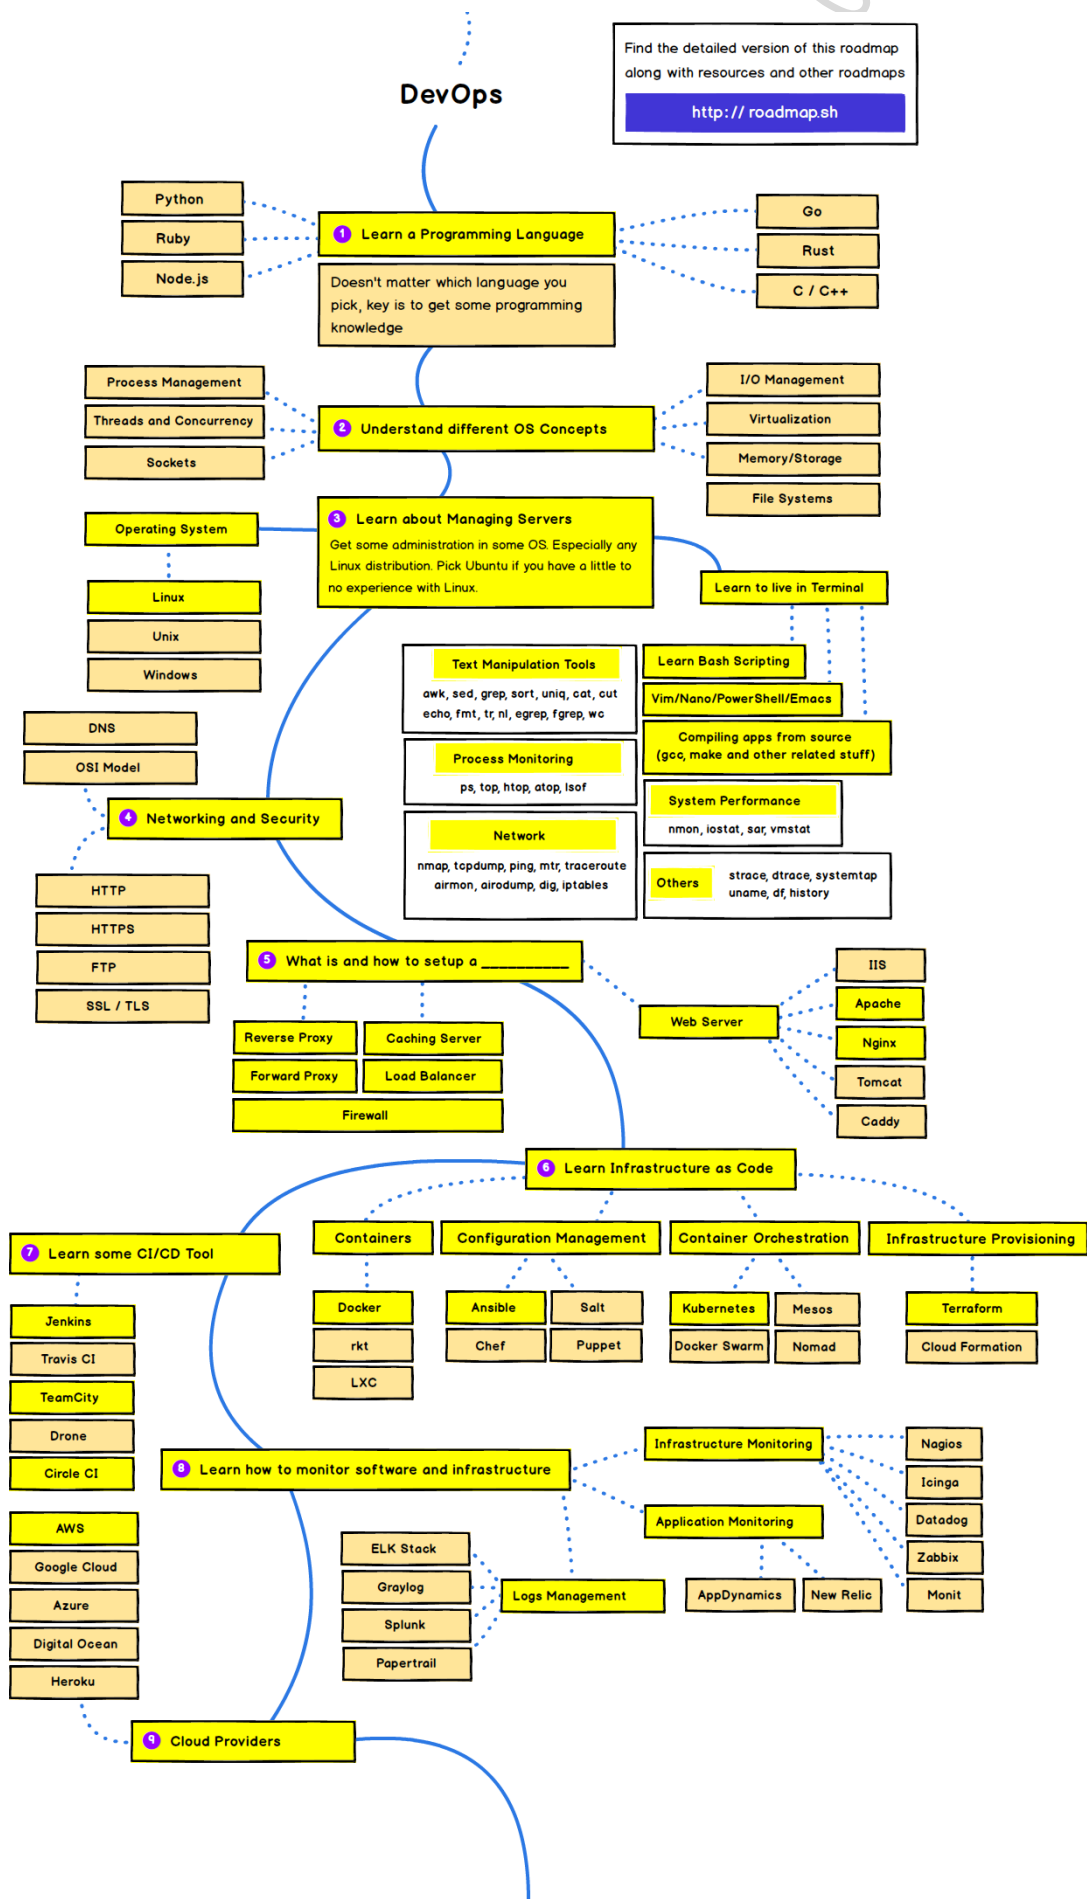 Find the detailed version of this roadmap
along with resources and other roadmaps
http: // roadmap.sh
DevOps
1 Learn a Programming Language
Doesn't matter which language you
pick, key is to get some programming
knowledge
Python
Ruby
Node.js
Go
Rust
C / C++
2 Understand different OS Concepts
Process Management
Threads and Concurrency
Sockets
I/O Management
Virtualization
Memory/Storage
File Systems
3 Learn about Managing Servers
Get some administration in some OS. Especially any
Linux distribution. Pick Ubuntu if you have a little to
no experience with Linux.
Operating System
Linux
Unix
Windows
Learn to live in Terminal
Learn Bash Scripting
Vim/Nano/PowerShell/Emacs
Compiling apps from source
(gcc, make and other related stuff)
Text Manipulation Tools
awk, sed, grep, sort, uniq, cat, cut
echo, fmt, tr, nl, egrep, fgrep, wc
Process Monitoring
ps, top, htop, atop, lsof
System Performance
nmon, iostat, sar, vmstat
Network
nmap, tcpdump, ping, mtr, traceroute
airmon, airodump, dig, iptables
Others
strace, dtrace, systemtap
uname, df, history
DNS
OSI Model
4 Networking and Security
HTTP
HTTPS
FTP
SSL / TLS
5 What is and how to setup a __________
Reverse Proxy
Caching Server
Forward Proxy
Load Balancer
Firewall
Web Server
IIS
Apache
Nginx
Tomcat
Caddy
6 Learn Infrastructure as Code
Containers
Docker
rkt
LXC
Configuration Management
Ansible
Salt
Chef
Puppet
Container Orchestration
Kubernetes
Mesos
Docker Swarm
Nomad
Infrastructure Provisioning
Terraform
Cloud Formation
7 Learn some CI/CD Tool
Jenkins
Travis CI
TeamCity
Drone
Circle CI
8 Learn how to monitor software and infrastructure
Infrastructure Monitoring
Nagios
Icinga
Datadog
Zabbix
Monit
Application Monitoring
AppDynamics
New Relic
Logs Management
ELK Stack
Graylog
Splunk
Papertrail
AWS
Google Cloud
Azure
Digital Ocean
Heroku
9 Cloud Providers